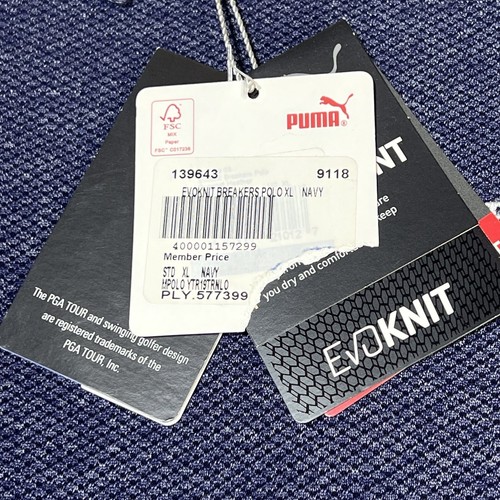 FSC
MIX
Paper
PUMA
139643 9118
EVOKNIT BREAKERS POLO XL NAVY
400001157299
Member Price
STD XL NAVY
MPOLO YTR19TRNLO
PLY.577399
The PGA TOUR and swinging golfer design
are registered trademarks of the
PGA TOUR, Inc.
KNIT
you dry and comfor
EvoKNIT